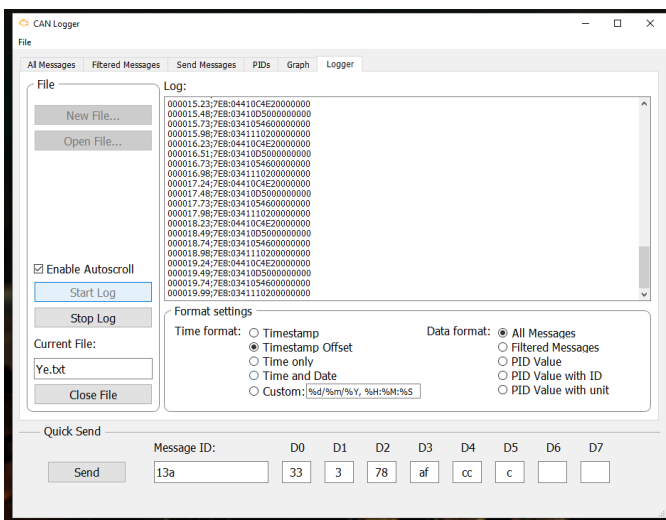 CAN Logger
File
All Messages Filtered Messages Send Messages PIDs Graph Logger
File
New File...
Open File...
Enable Autoscroll
Start Log
Stop Log
Current File:
Ye.txt
Close File
Log:
000015.23;7E8:04410C4E20000000
000015.48;7E8:03410D5000000000
000015.73;7E8:0341054600000000
000015.98;7E8:0341110200000000
000016.23;7E8:04410C4E20000000
000016.51;7E8:03410D5000000000
000016.73;7E8:0341054600000000
000016.98;7E8:0341110200000000
000017.24;7E8:04410C4E20000000
000017.48;7E8:03410D5000000000
000017.73;7E8:0341054600000000
000017.98;7E8:0341110200000000
000018.23;7E8:04410C4E20000000
000018.49;7E8:03410D5000000000
000018.74;7E8:0341054600000000
000018.98;7E8:0341110200000000
000019.24;7E8:04410C4E20000000
000019.49;7E8:03410D5000000000
000019.74;7E8:0341054600000000
000019.99;7E8:0341110200000000
Format settings
Time format:
Timestamp
Timestamp Offset
Time only
Time and Date
Custom: %d/%m/%Y, %H:%M:%S
Data format:
All Messages
Filtered Messages
PID Value
PID Value with ID
PID Value with unit
Quick Send
Message ID: D0 D1 D2 D3 D4 D5 D6 D7
Send 13a 33 3 78 af cc c